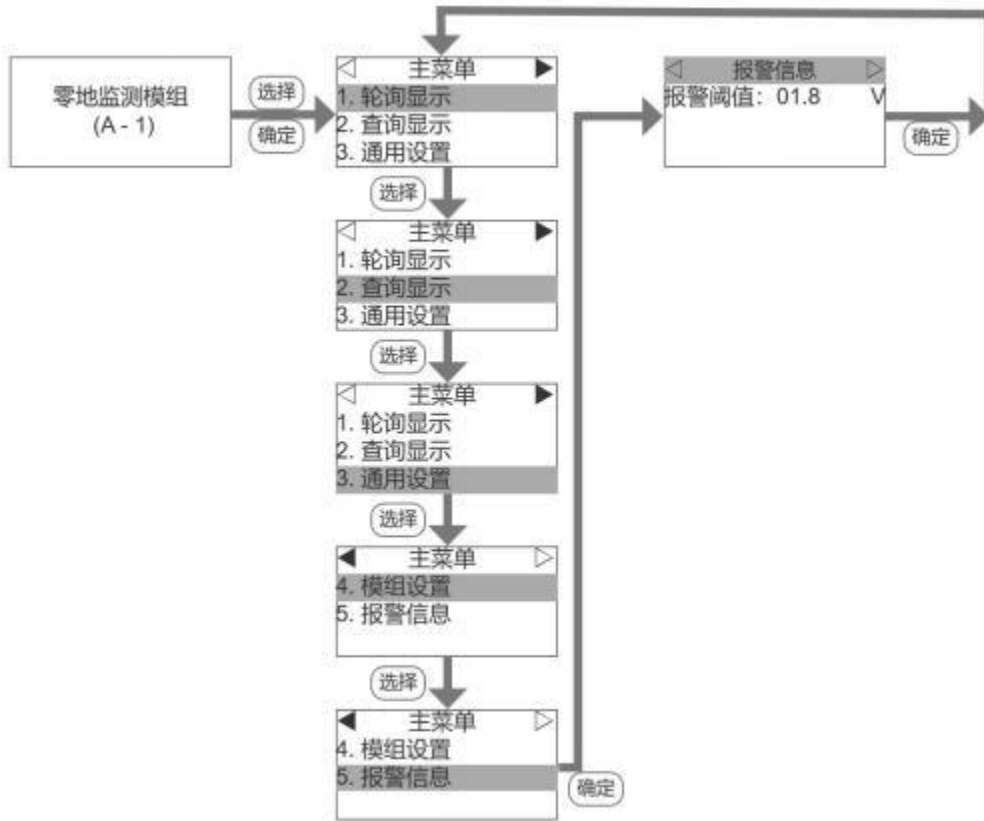 零地监测模组
(A - 1)
选择
确定
主菜单
1. 轮询显示
2. 查询显示
3. 通用设置
选择
主菜单
1. 轮询显示
2. 查询显示
3. 通用设置
选择
主菜单
1. 轮询显示
2. 查询显示
3. 通用设置
选择
主菜单
4. 模组设置
5. 报警信息
选择
主菜单
4. 模组设置
5. 报警信息
确定
报警信息
报警阈值：01.8 V
确定